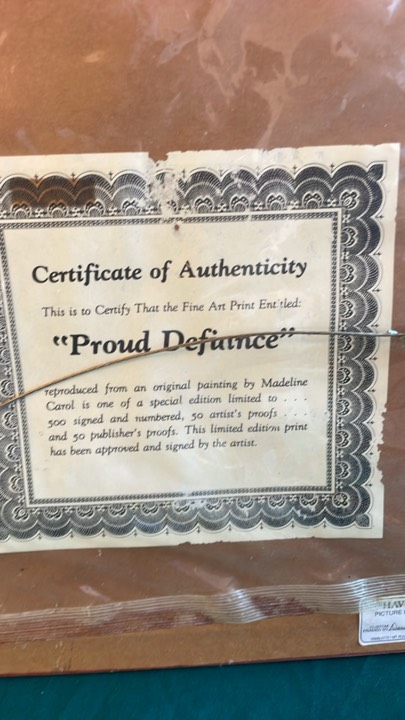 Certificate of Authenticity
This is to Certify That the Fine Art Print Entitled:
“Proud Defiance”
reproduced from an original painting by Madeline
Carol is one of a special edition limited to . . .
500 signed and numbered, 50 artist's proofs . . . .
and 50 publisher's proofs. This limited edition print
has been approved and signed by the artist.
PICTURE